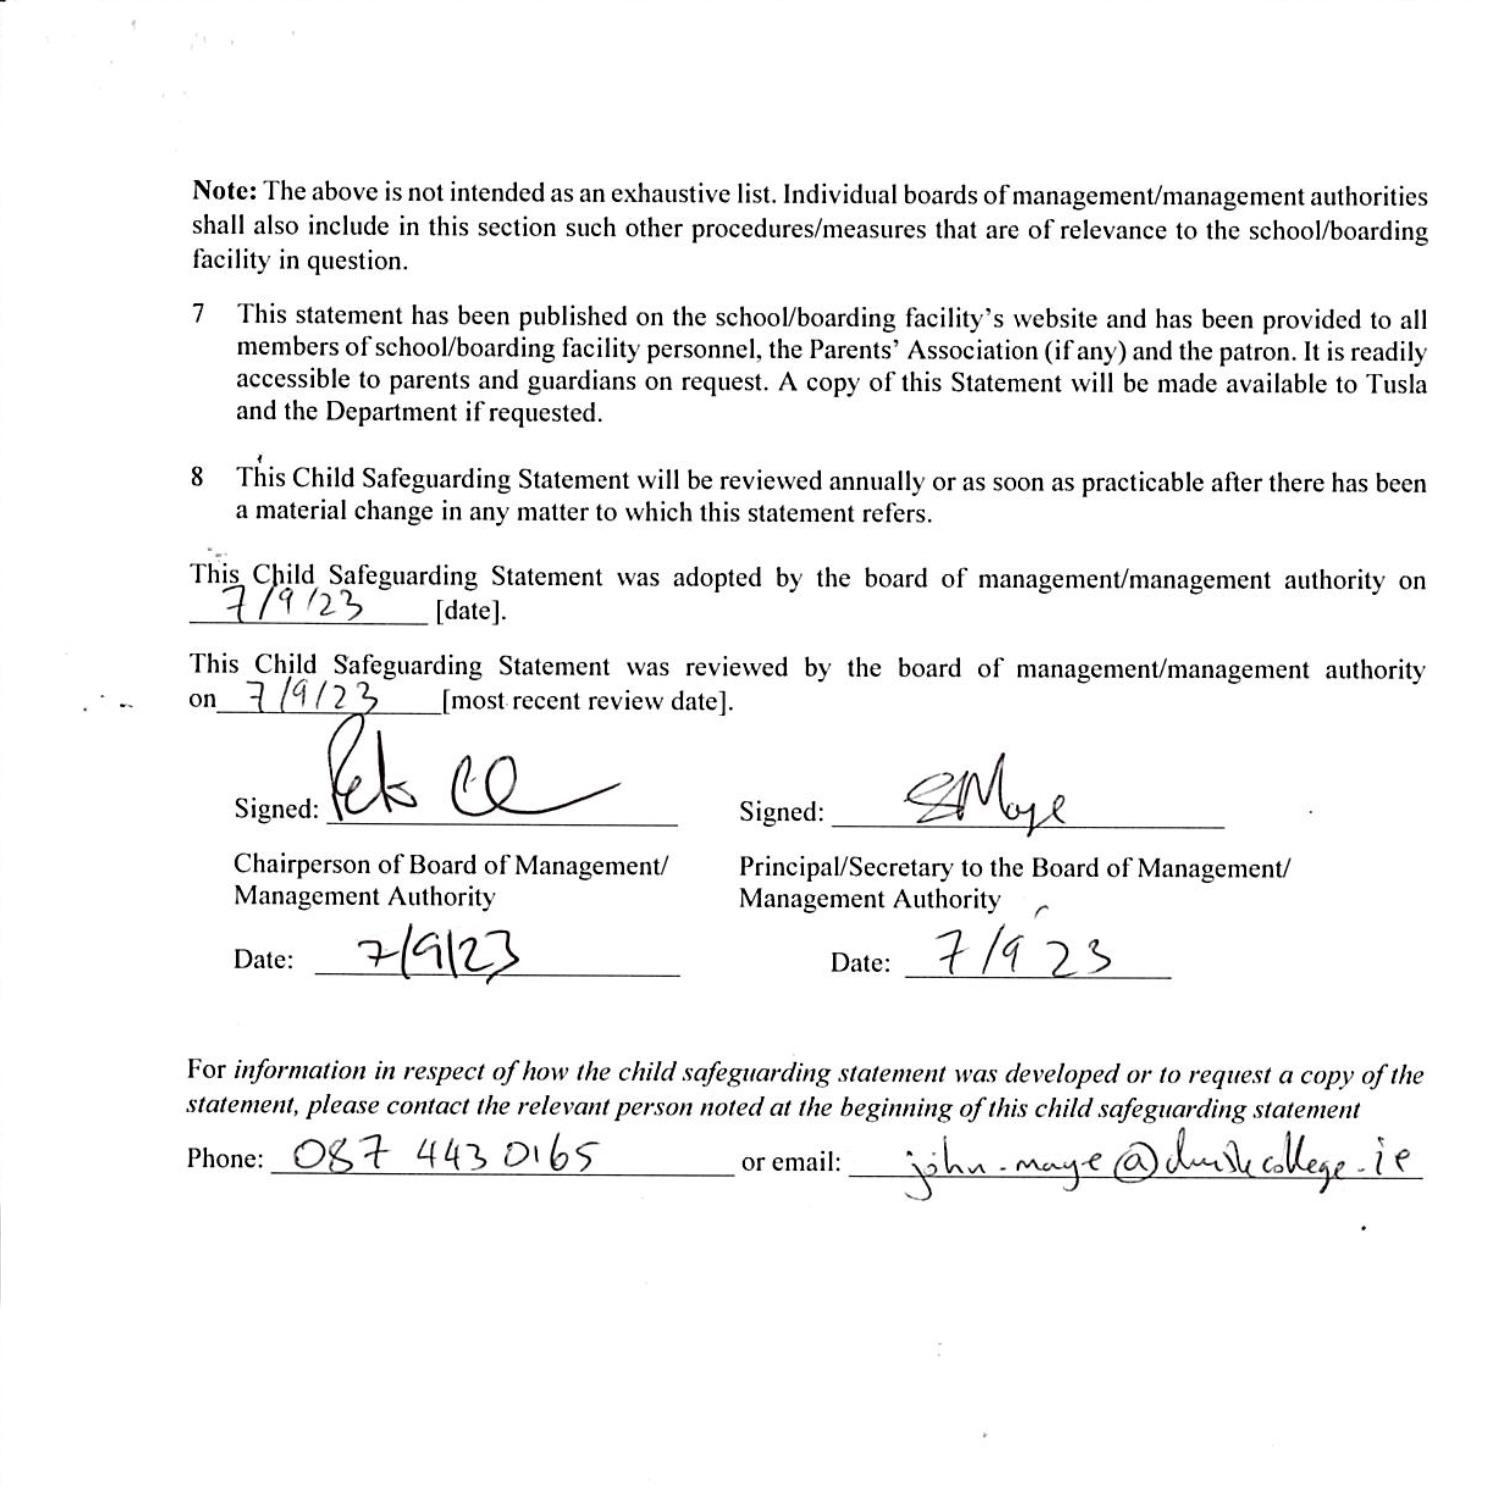 Note: The above is not intended as an exhaustive list. Individual boards of management/management authorities
shall also include in this section such other procedures/measures that are of relevance to the school/boarding
facility in question.
7 This statement has been published on the school/boarding facility's website and has been provided to all
members of school/boarding facility personnel, the Parents' Association (if any) and the patron. It is readily
accessible to parents and guardians on request. A copy of this Statement will be made available to Tusla
and the Department if requested.
8 This Child Safeguarding Statement will be reviewed annually or as soon as practicable after there has been
a material change in any matter to which this statement refers.
This Child Safeguarding Statement was adopted by the board of management/management authority on
7/9/23 [date].
This Child Safeguarding Statement was reviewed by the board of management/management authority
on 7/9/23 [most recent review date].
Signed: Signed: Maye
Chairperson of Board of Management/ Principal/Secretary to the Board of Management/
Management Authority Management Authority
Date: 7/9/23 Date: 7/9 23
For information in respect of how the child safeguarding statement was developed or to request a copy of the
statement, please contact the relevant person noted at the beginning of this child safeguarding statement
Phone: 087 443 0165 or email: john.maye@duiskecollege.ie